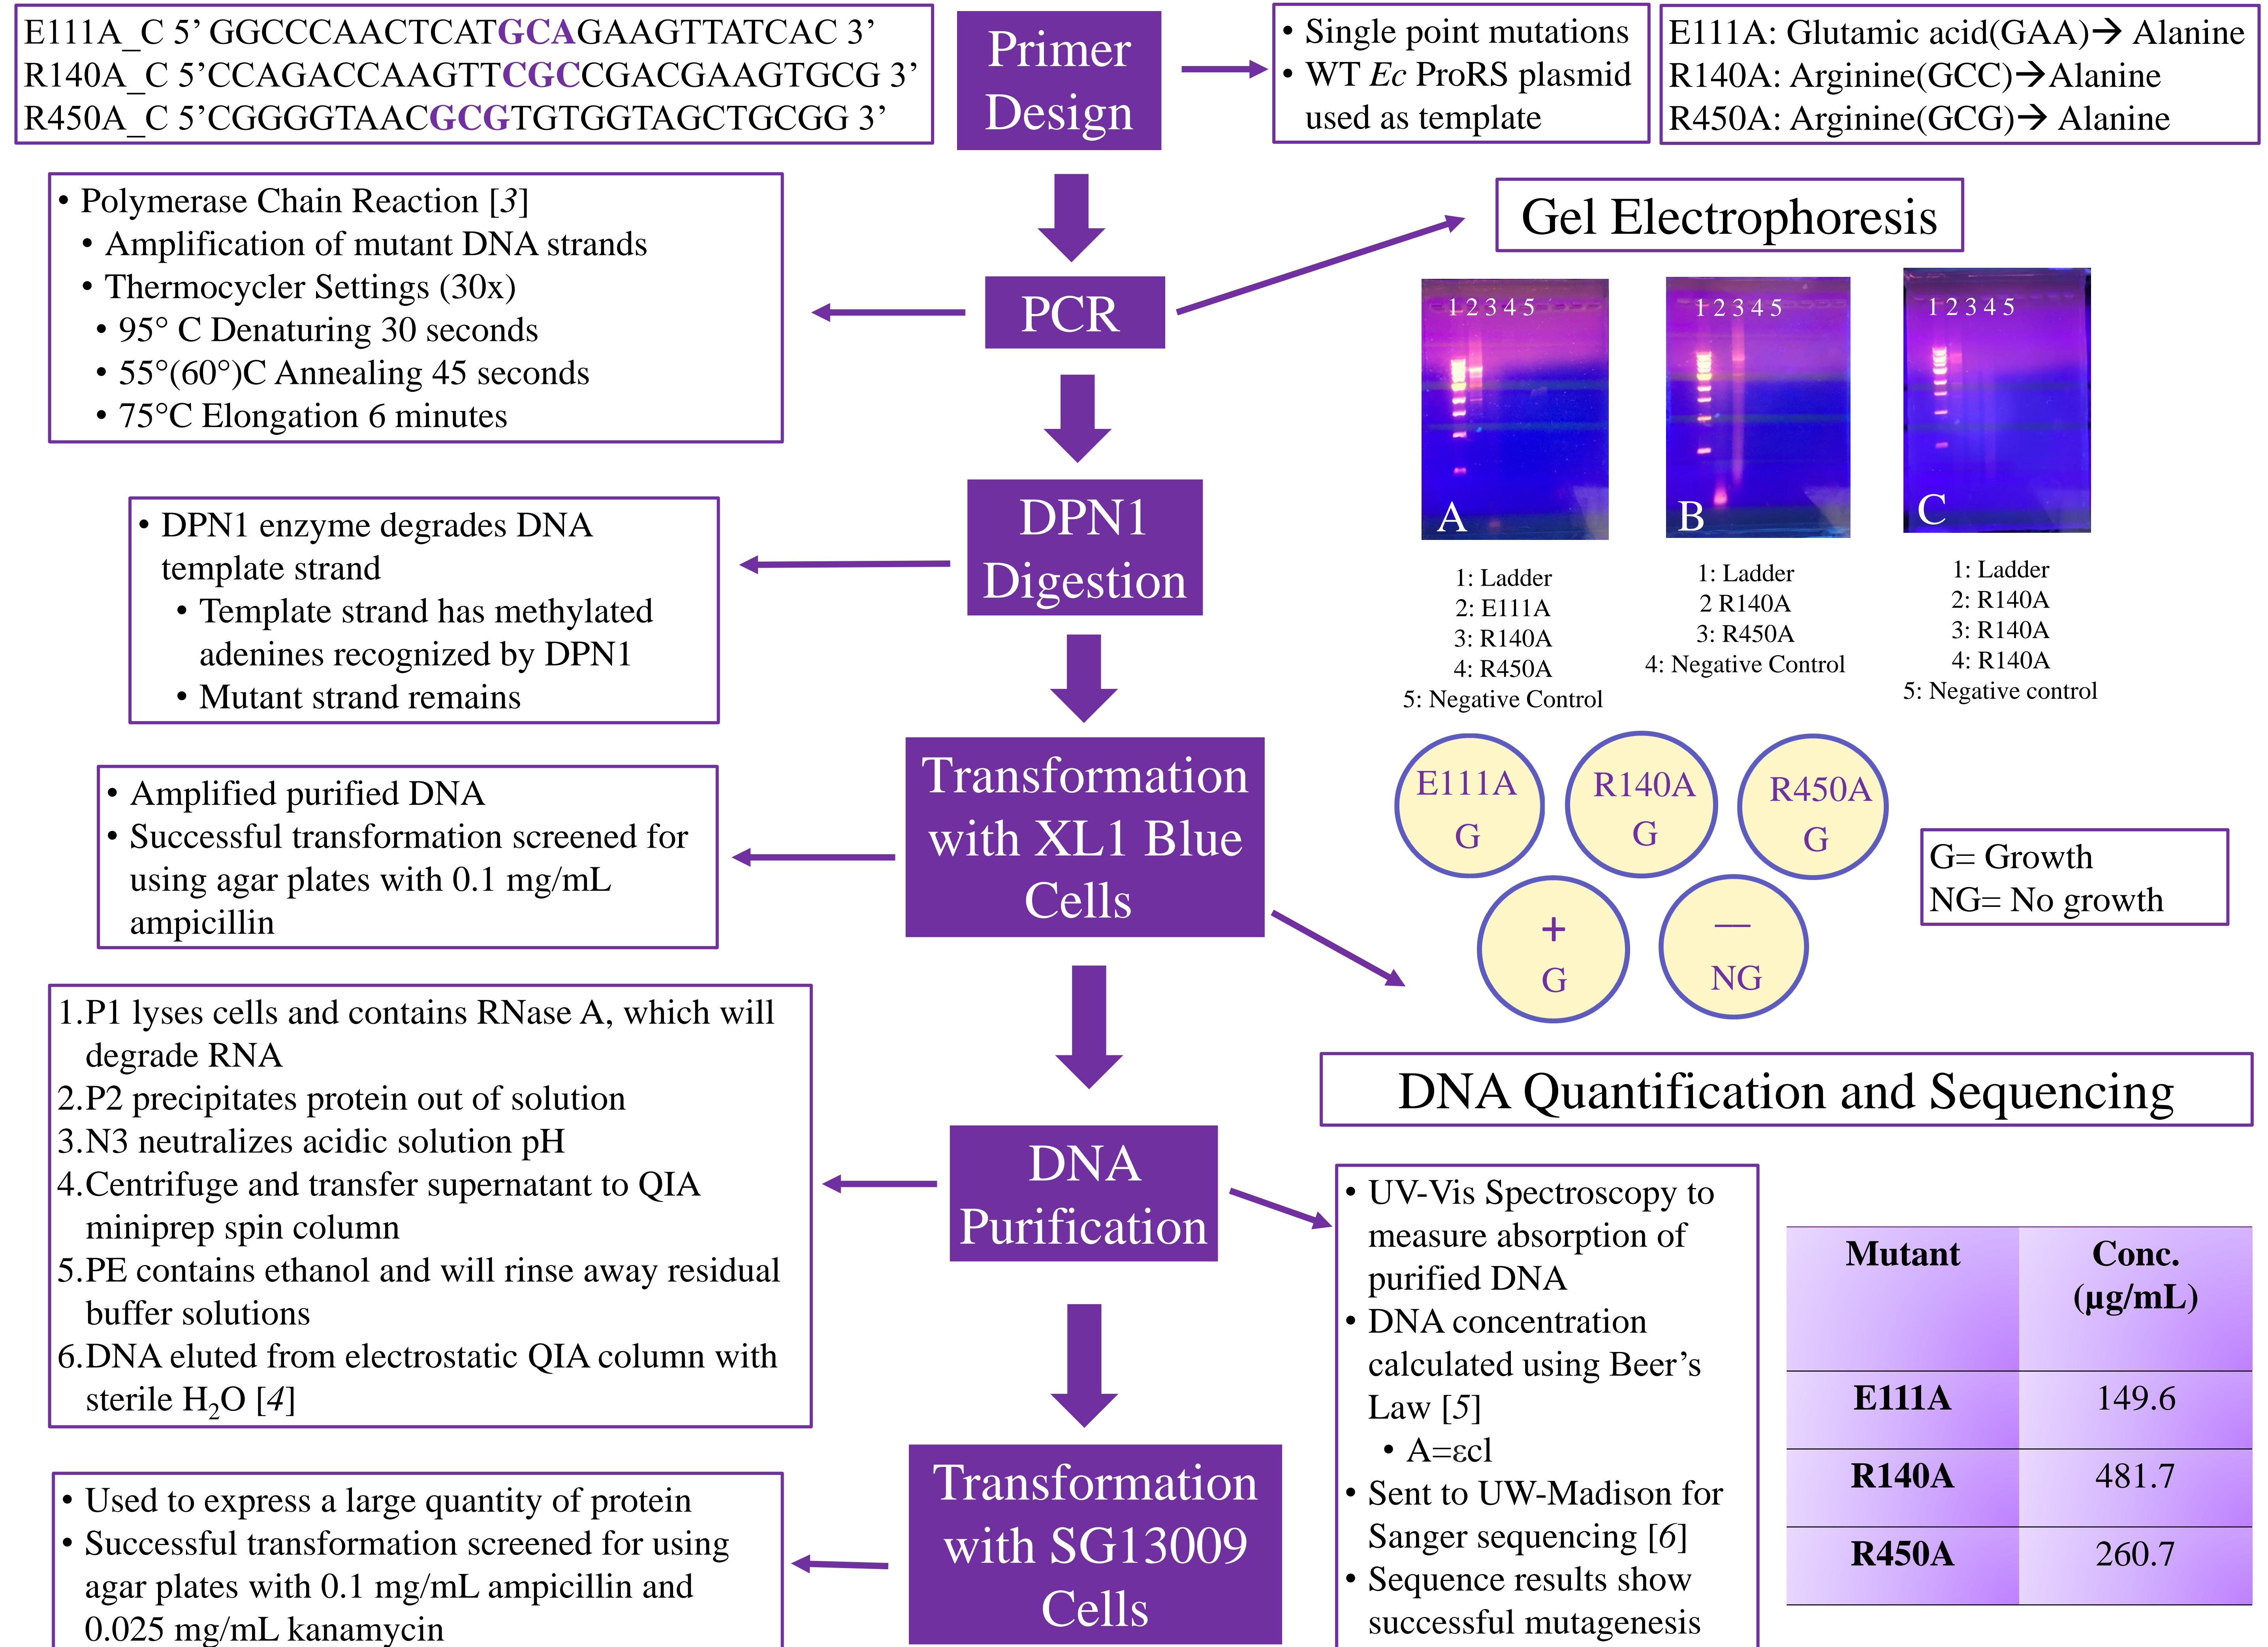 E111A_C 5’ GGCCCAACTCATGCAGAAGTTATCAC 3’
R140A_C 5’CCAGACCAAGTTCGCCGACGAAGTGCG 3’
R450A_C 5’CGGGGTAACGCGTGTGGTAGCTGCGG 3’
Primer
Design
• Single point mutations
• WT Ec ProRS plasmid
used as template
E111A: Glutamic acid(GAA)→ Alanine
R140A: Arginine(GCC)→Alanine
R450A: Arginine(GCG)→ Alanine
• Polymerase Chain Reaction [3]
• Amplification of mutant DNA strands
• Thermocycler Settings (30x)
• 95° C Denaturing 30 seconds
• 55°(60°)C Annealing 45 seconds
• 75°C Elongation 6 minutes
PCR
Gel Electrophoresis
1 2 3 4 5
A
1 2 3 4 5
B
1 2 3 4 5
C
1: Ladder
2: E111A
3: R140A
4: R450A
5: Negative Control
1: Ladder
2 R140A
3: R450A
4: Negative Control
1: Ladder
2: R140A
3: R140A
4: R140A
5: Negative control
• DPN1 enzyme degrades DNA
template strand
• Template strand has methylated
adenines recognized by DPN1
• Mutant strand remains
DPN1
Digestion
• Amplified purified DNA
• Successful transformation screened for
using agar plates with 0.1 mg/mL
ampicillin
Transformation
with XL1 Blue
Cells
E111A
G
R140A
G
R450A
G
+
G
—
NG
G= Growth
NG= No growth
1.P1 lyses cells and contains RNase A, which will
degrade RNA
2.P2 precipitates protein out of solution
3.N3 neutralizes acidic solution pH
4.Centrifuge and transfer supernatant to QIA
miniprep spin column
5.PE contains ethanol and will rinse away residual
buffer solutions
6.DNA eluted from electrostatic QIA column with
sterile H₂O [4]
DNA
Purification
DNA Quantification and Sequencing
• UV-Vis Spectroscopy to
measure absorption of
purified DNA
• DNA concentration
calculated using Beer’s
Law [5]
• A=εcl
• Sent to UW-Madison for
Sanger sequencing [6]
• Sequence results show
successful mutagenesis
Mutant Conc.
(μg/mL)
E111A 149.6
R140A 481.7
R450A 260.7
• Used to express a large quantity of protein
• Successful transformation screened for using
agar plates with 0.1 mg/mL ampicillin and
0.025 mg/mL kanamycin
Transformation
with SG13009
Cells